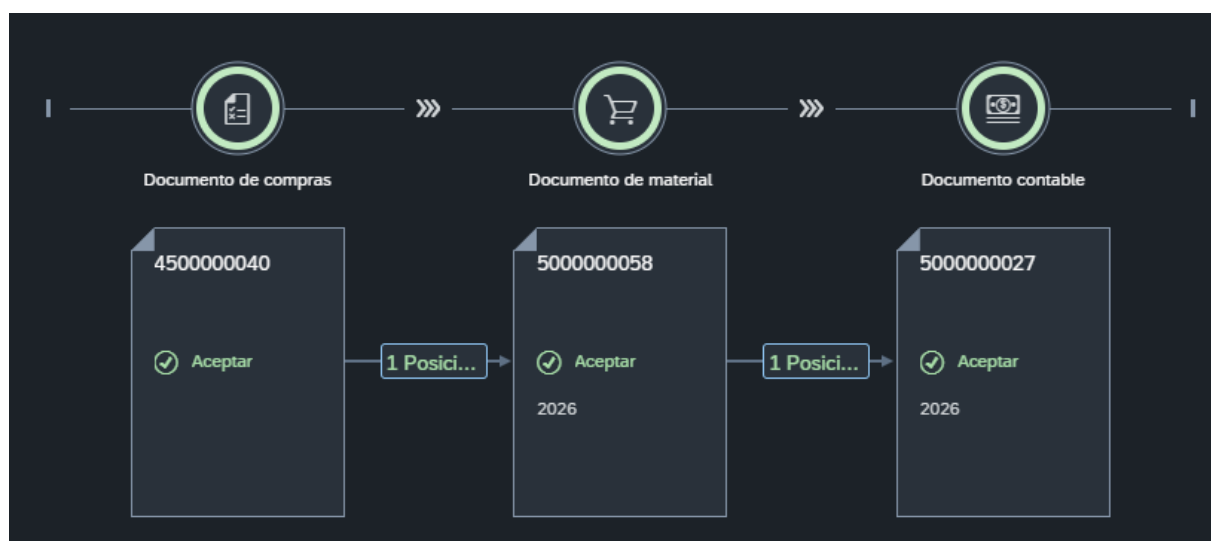 Documento de compras
Documento de material
Documento contable
4500000040
5000000058
5000000027
Aceptar
1 Posici...
Aceptar
1 Posici...
Aceptar
2026
2026